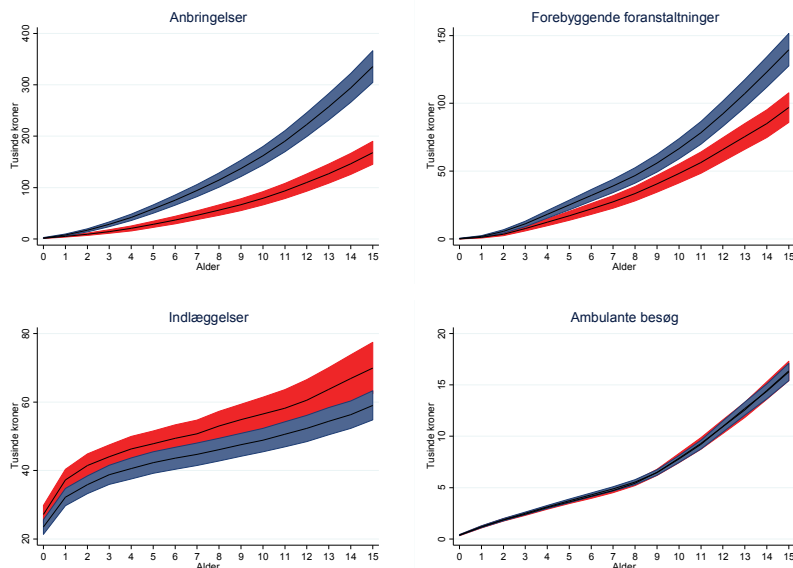 Anbringelser
Tusinde kroner
400
300
200
100
0
0 1 2 3 4 5 6 7 8 9 10 11 12 13 14 15
Alder
Forebyggende foranstaltninger
Tusinde kroner
150
100
50
0
0 1 2 3 4 5 6 7 8 9 10 11 12 13 14 15
Alder
Indlæggelser
Tusinde kroner
80
60
40
20
0 1 2 3 4 5 6 7 8 9 10 11 12 13 14 15
Alder
Ambulante besøg
Tusinde kroner
20
15
10
5
0
0 1 2 3 4 5 6 7 8 9 10 11 12 13 14 15
Alder